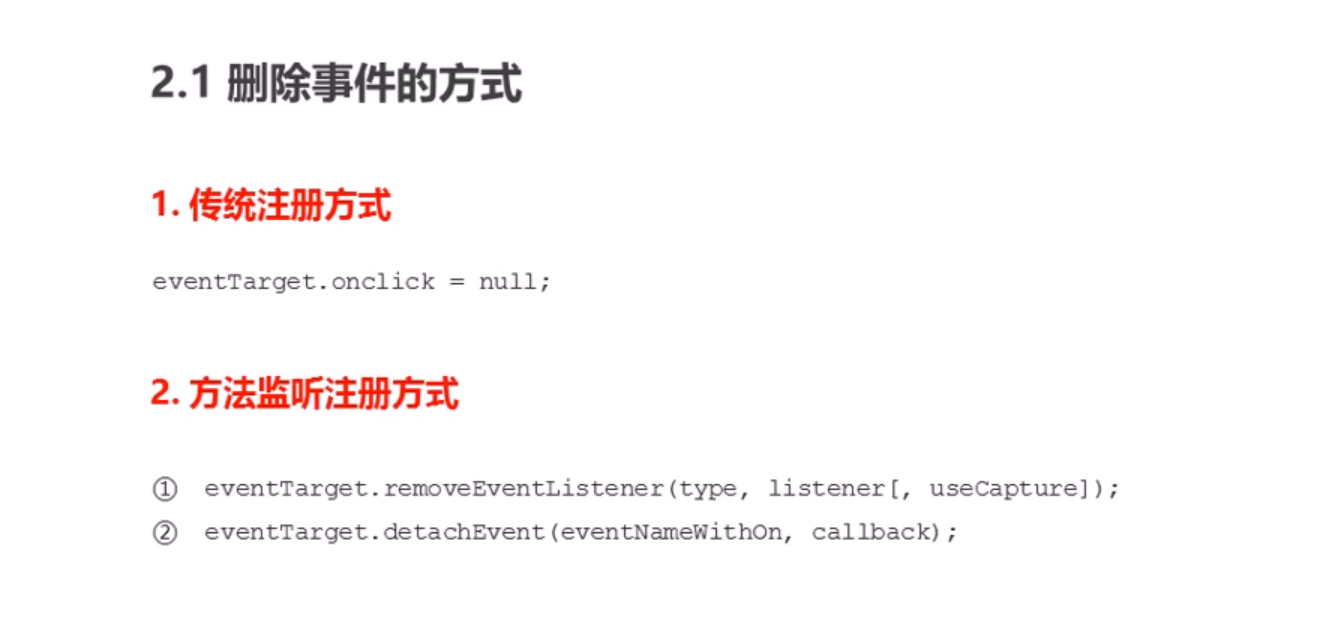 2.1 删除事件的方式
1. 传统注册方式
eventTarget.onclick = null;
2. 方法监听注册方式
① eventTarget.removeEventListener(type, listener[, useCapture]);
② eventTarget.detachEvent(eventNameWithOn, callback);